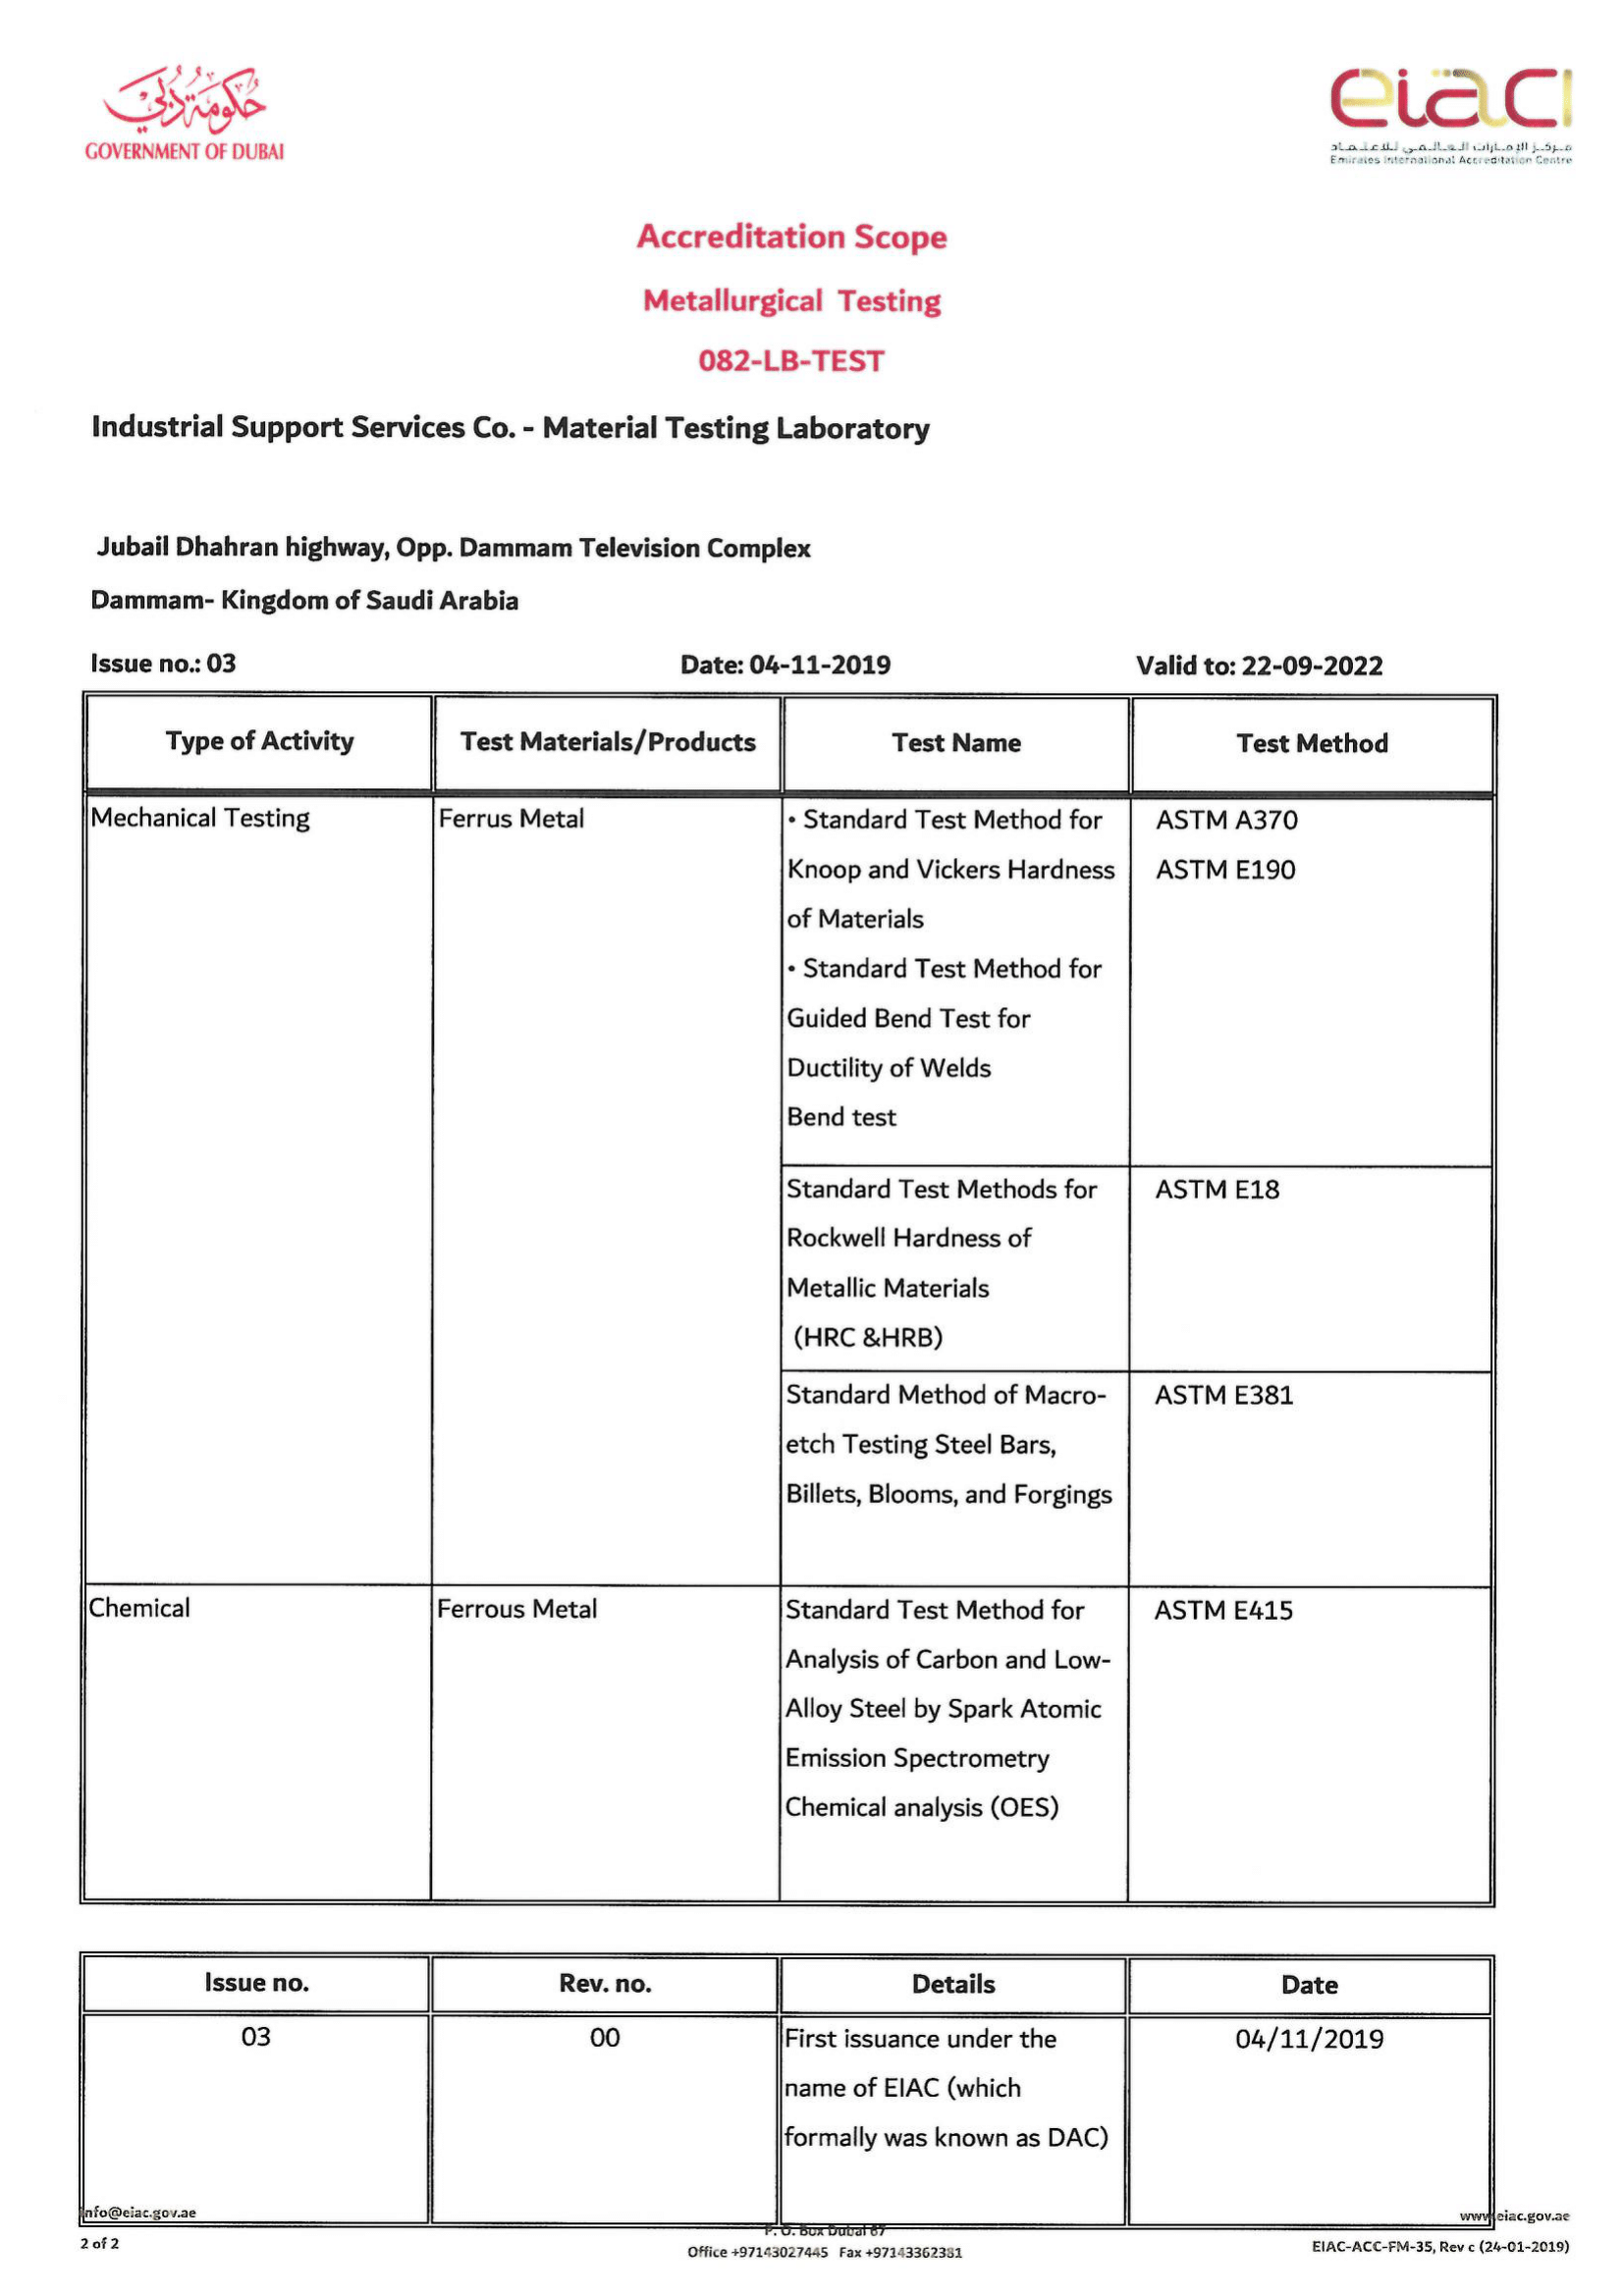 حكومة دبي
GOVERNMENT OF DUBAI
eiac
مركز الإمارات العالمي للاعتماد
Emirates International Accreditation Centre
Accreditation Scope
Metallurgical Testing
082-LB-TEST
Industrial Support Services Co. - Material Testing Laboratory
Jubail Dhahran highway, Opp. Dammam Television Complex
Dammam- Kingdom of Saudi Arabia
Issue no.: 03 Date: 04-11-2019 Valid to: 22-09-2022
Type of Activity Test Materials/Products Test Name Test Method
Mechanical Testing Ferrus Metal • Standard Test Method for ASTM A370
Knoop and Vickers Hardness ASTM E190
of Materials
• Standard Test Method for
Guided Bend Test for
Ductility of Welds
Bend test
Standard Test Methods for ASTM E18
Rockwell Hardness of
Metallic Materials
(HRC &HRB)
Standard Method of Macro- ASTM E381
etch Testing Steel Bars,
Billets, Blooms, and Forgings
Chemical Ferrous Metal Standard Test Method for ASTM E415
Analysis of Carbon and Low-
Alloy Steel by Spark Atomic
Emission Spectrometry
Chemical analysis (OES)
Issue no. Rev. no. Details Date
03 00 First issuance under the 04/11/2019
name of EIAC (which
formally was known as DAC)
info@eiac.gov.ae www.eiac.gov.ae
P. O. Box Dubai 67
2 of 2 Office +97143027445 Fax +97143362381 EIAC-ACC-FM-35, Rev c (24-01-2019)